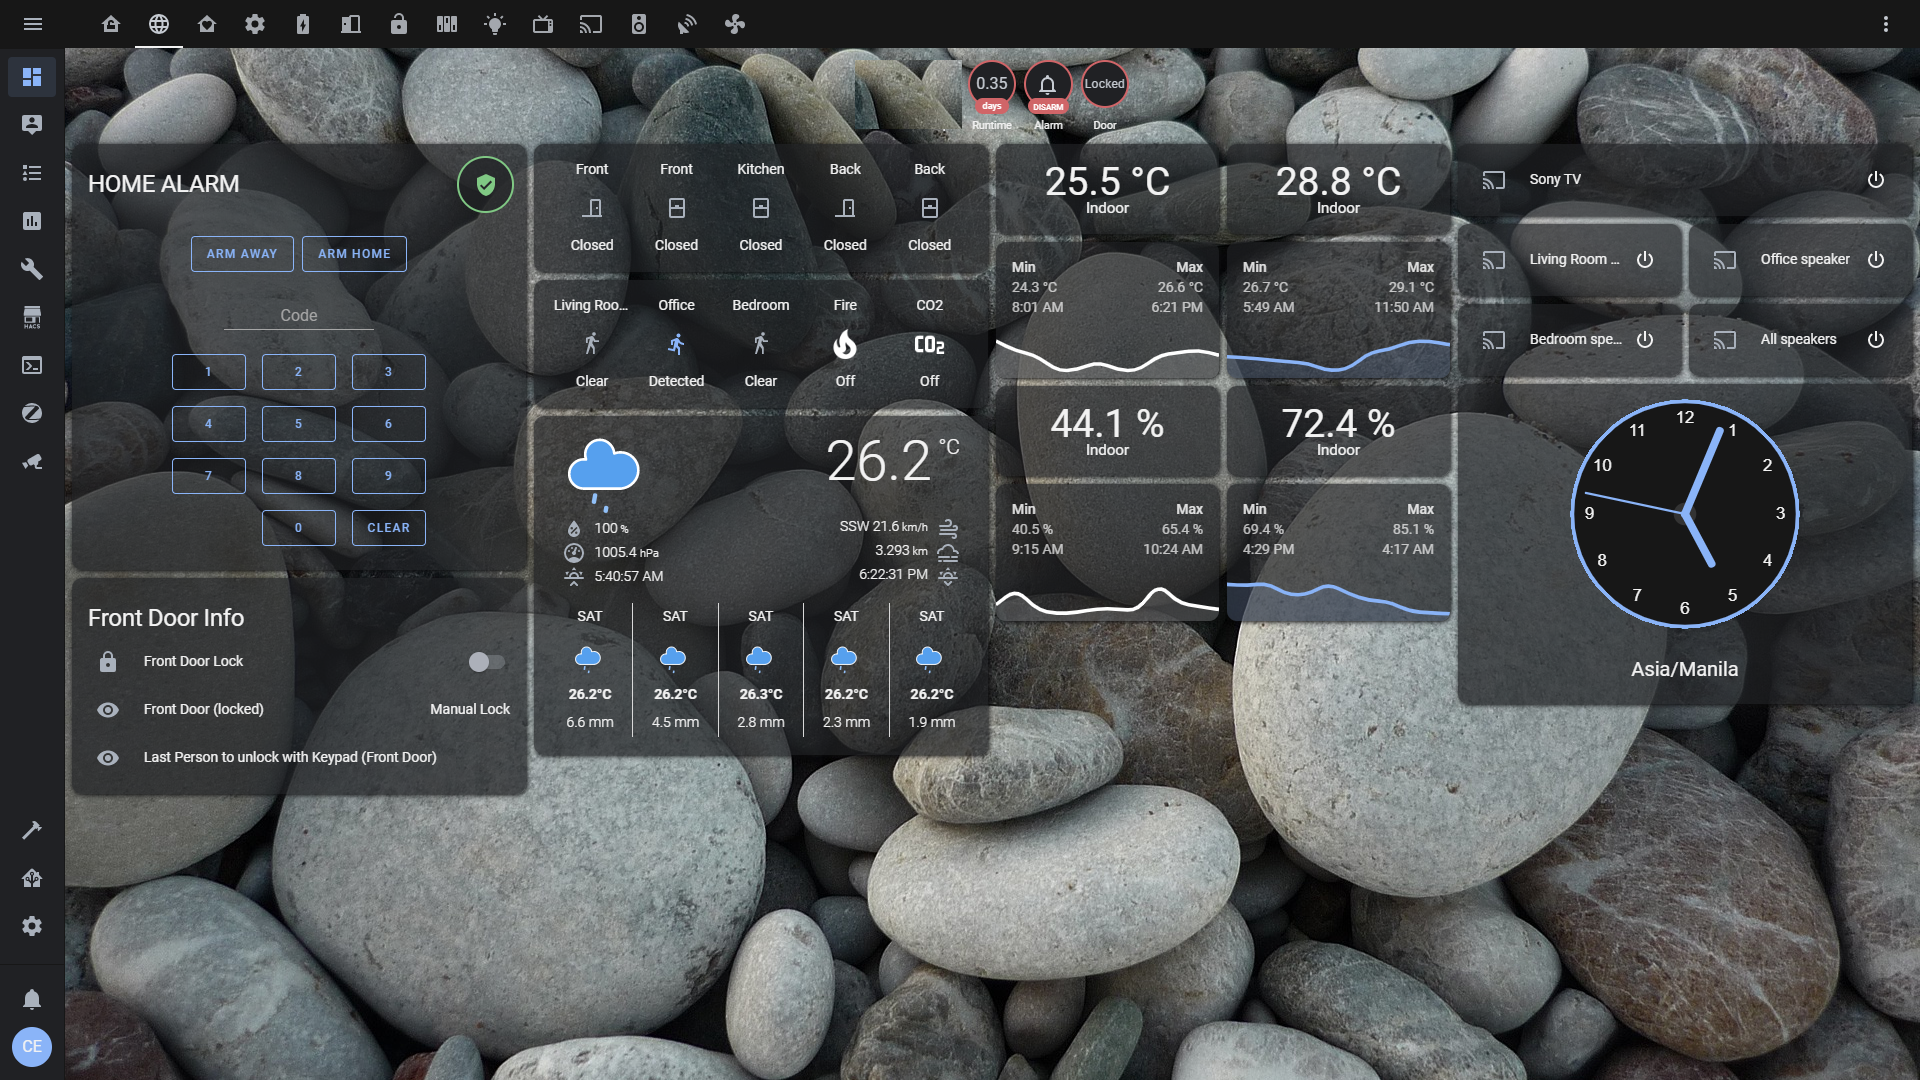 0.35
days
Runtime
DISARM
Alarm
Locked
Door
HACS
HOME ALARM
ARM AWAY
ARM HOME
Code
1 2 3
4 5 6
7 8 9
0 CLEAR
Front Door Info
Front Door Lock
Front Door (locked) Manual Lock
Last Person to unlock with Keypad (Front Door)
Front Front Kitchen Back Back
Closed Closed Closed Closed Closed
Living Roo... Office Bedroom Fire CO2
CO2
Clear Detected Clear Off Off
26.2 °C
100 % SSW 21.6 km/h
1005.4 hPa 3.293 km
5:40:57 AM 6:22:31 PM
SAT SAT SAT SAT SAT
26.2°C 26.2°C 26.3°C 26.2°C 26.2°C
6.6 mm 4.5 mm 2.8 mm 2.3 mm 1.9 mm
25.5 °C
Indoor
Min Max
24.3 °C 26.6 °C
8:01 AM 6:21 PM
28.8 °C
Indoor
Min Max
26.7 °C 29.1 °C
5:49 AM 11:50 AM
44.1 %
Indoor
Min Max
40.5 % 65.4 %
9:15 AM 10:24 AM
72.4 %
Indoor
Min Max
69.4 % 85.1 %
4:29 PM 4:17 AM
Sony TV
Living Room ... Office speaker
Bedroom spe... All speakers
12
11 1
10 2
9 3
8 4
7 5
6
Asia/Manila
CE